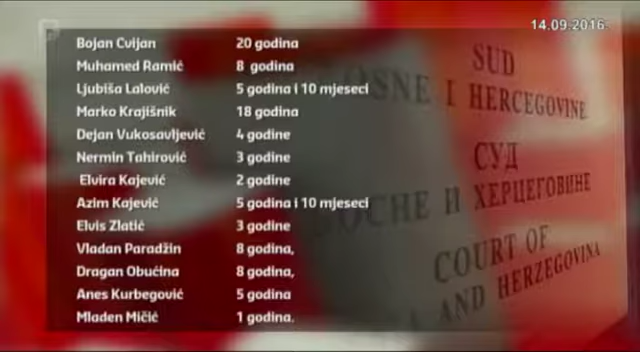 14.09.2016.
Bojan Cvijan 20 godina
Muhamed Ramić 8 godina
Ljubiša Lalović 5 godina i 10 mjeseci
Marko Krajišnik 18 godina
Dejan Vukosavljević 4 godine
Nermin Tahirović 3 godine
Elvira Kajević 2 godine
Azim Kajević 5 godina i 10 mjeseci
Elvis Zlatić 3 godine
Vladan Paradžin 8 godina,
Dragan Obućina 8 godina,
Anes Kurbegović 5 godina
Mladen Mičić 1 godina.
SUD
OSNE I HERCEGOVINE
СУД
ОСНЕ И ХЕРЦЕГОВИНЕ
COURT OF
A AND HERZEGOVINA